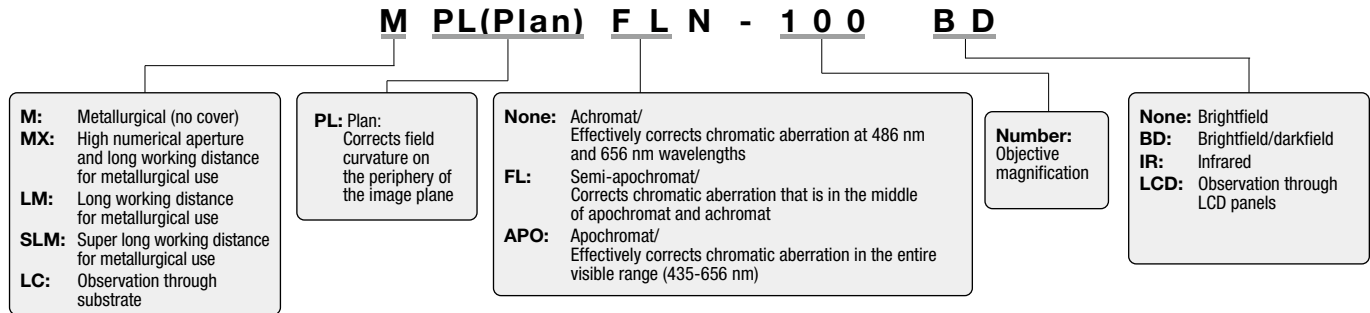 M PL(Plan) F L N - 1 0 0 B D
M: Metallurgical (no cover)
MX: High numerical aperture
and long working distance
for metallurgical use
LM: Long working distance
for metallurgical use
SLM: Super long working distance
for metallurgical use
LC: Observation through
substrate
PL: Plan:
Corrects field
curvature on
the periphery of
the image plane
None: Achromat/
Effectively corrects chromatic aberration at 486 nm
and 656 nm wavelengths
FL: Semi-apochromat/
Corrects chromatic aberration that is in the middle
of apochromat and achromat
APO: Apochromat/
Effectively corrects chromatic aberration in the entire
visible range (435-656 nm)
Number:
Objective
magnification
None: Brightfield
BD: Brightfield/darkfield
IR: Infrared
LCD: Observation through
LCD panels